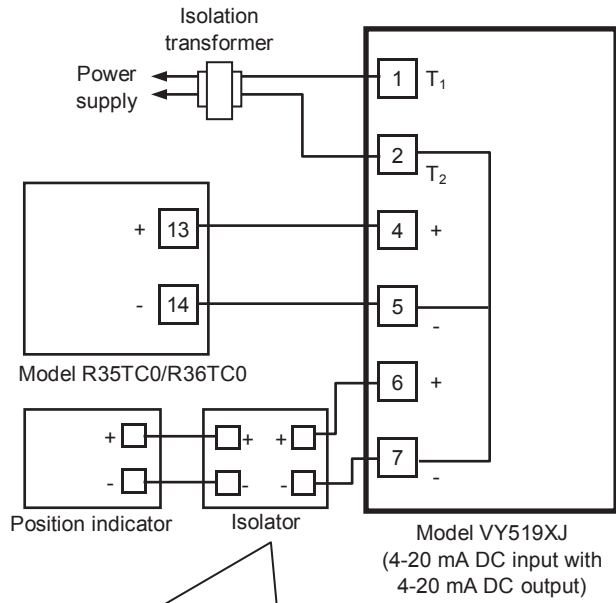 Isolation
transformer
Power
supply
1 T₁
2 T₂
+ 13 4 +
- 14 5 -
Model R35TC0/R36TC0
6 +
+ + + 
7 -
- - -
Position indicator Isolator
Model VY519XJ
(4-20 mA DC input with
4-20 mA DC output)